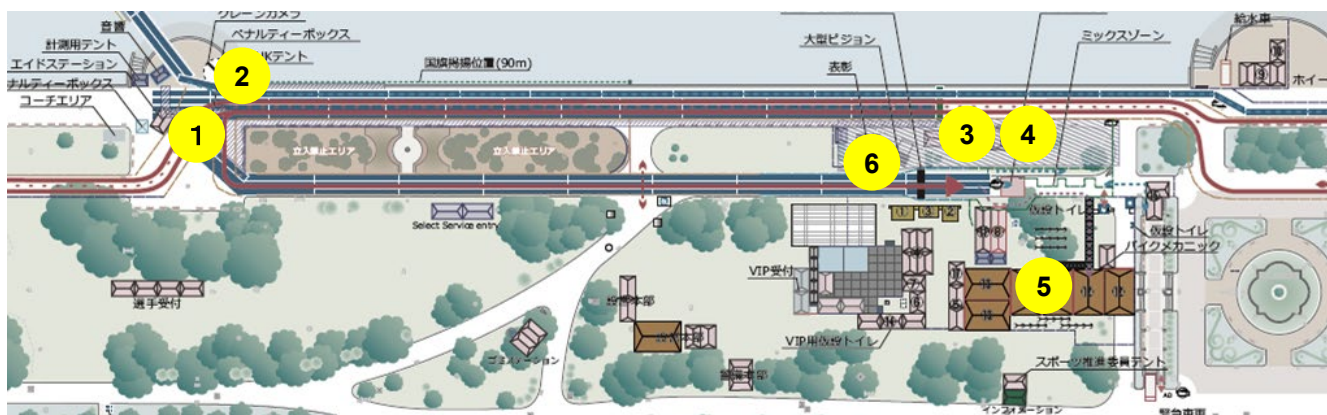 クレーンカメラ
音響
ペナルティーボックス
計測用テント
エイドステーション
ナルティーボックス
コーチエリア
2
1
国旗掲揚位置(90m)
大型ビジョン
表彰
ミックスゾーン
給水車
ホイー
立入禁止エリア
立入禁止エリア
6
3
4
Select Service entry
仮設トイレ
仮設トイレ
バイクメカニック
5
VIP受付
選手受付
VIP用仮設トイレ
スポーツ推進委員テント
インフォメーション